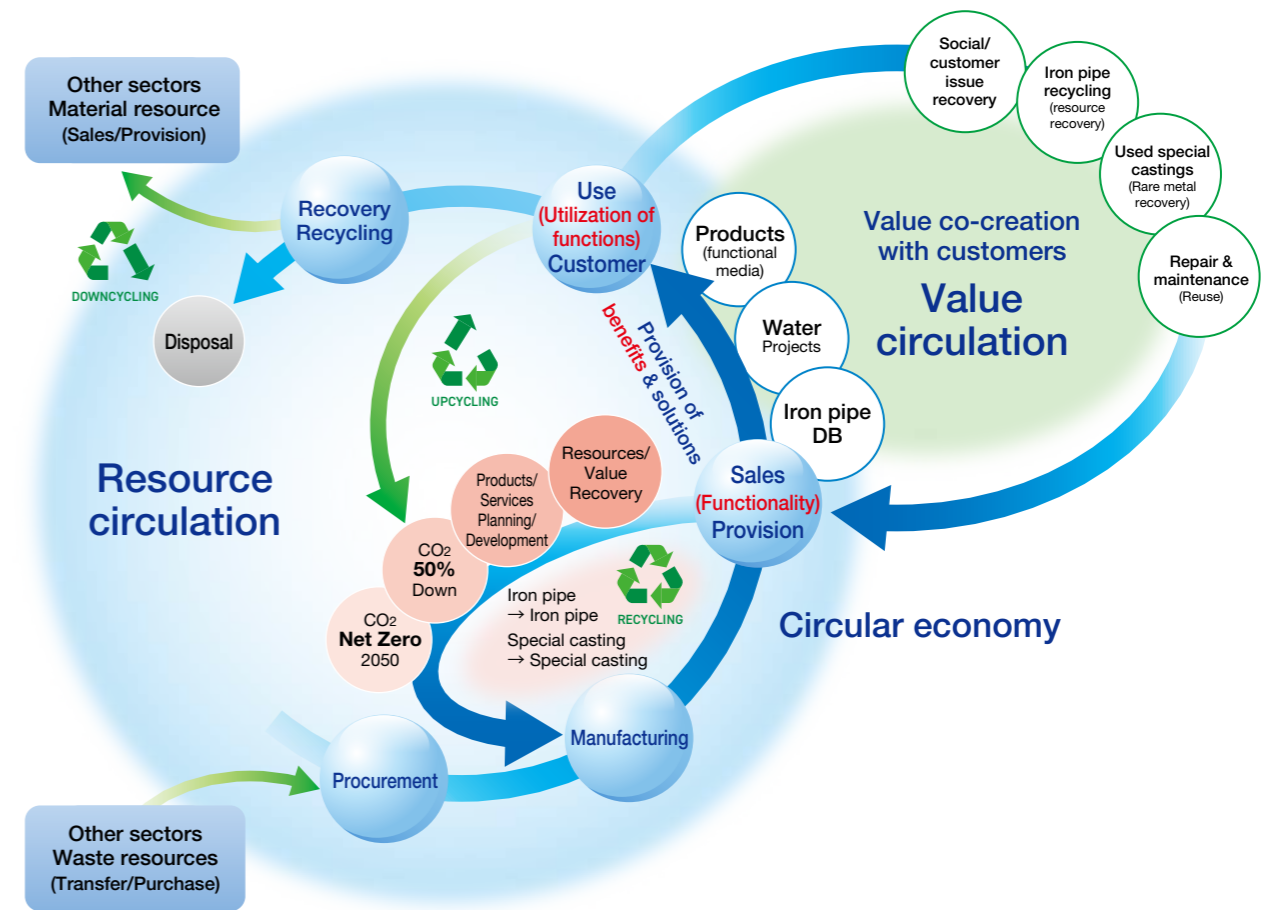 Other sectors
Material resource
(Sales/Provision)
DOWNCYCLING
Disposal
Recovery
Recycling
Use
(Utilization of
functions)
Customer
Social/
customer
issue
recovery
Iron pipe
recycling
(resource
recovery)
Used special
castings
(Rare metal
recovery)
Repair &
maintenance
(Reuse)
Value co-creation
with customers
Value
circulation
Products
(functional
media)
Water
Projects
Iron pipe
DB
Provision of
benefits & solutions
UPCYCLING
Resource
circulation
Resources/
Value
Recovery
Products/
Services
Planning/
Development
CO2
50%
Down
CO2
Net Zero
2050
Sales
(Functionality)
Provision
Iron pipe
→ Iron pipe
Special casting
→ Special casting
RECYCLING
Circular economy
Manufacturing
Procurement
Other sectors
Waste resources
(Transfer/Purchase)